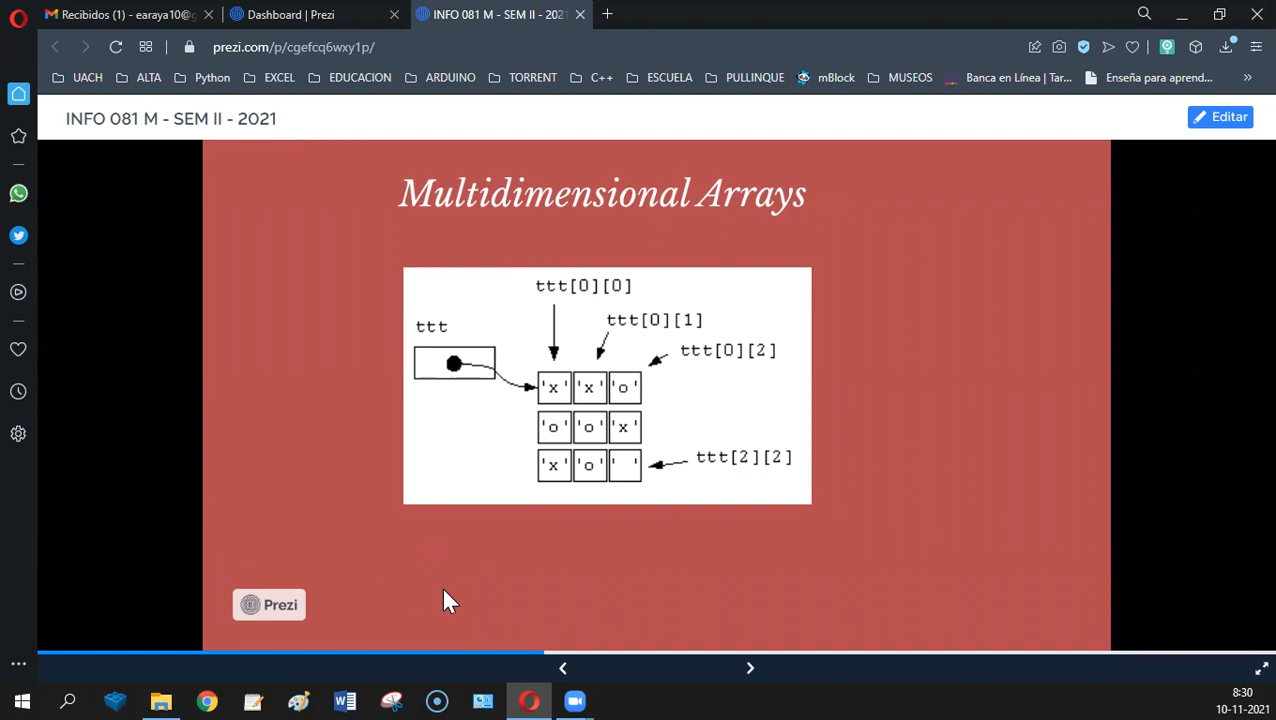 Recibidos (1) - earaya10@g
Dashboard | Prezi
INFO 081 M - SEM II - 2021
prezi.com/p/cgefcq6wxy1p/
UACH ALTA Python EXCEL EDUCACION ARDUINO TORRENT C++ ESCUELA PULLINQUE mBlock MUSEOS Banca en Línea | Tar... Enseña para aprend... »
INFO 081 M - SEM II - 2021
Editar
Multidimensional Arrays
ttt[0][0]
ttt
ttt[0][1]
ttt[0][2]
'x' 'x' 'o'
'o' 'o' 'x'
'x' 'o' ' '
ttt[2][2]
Prezi
8:30
10-11-2021